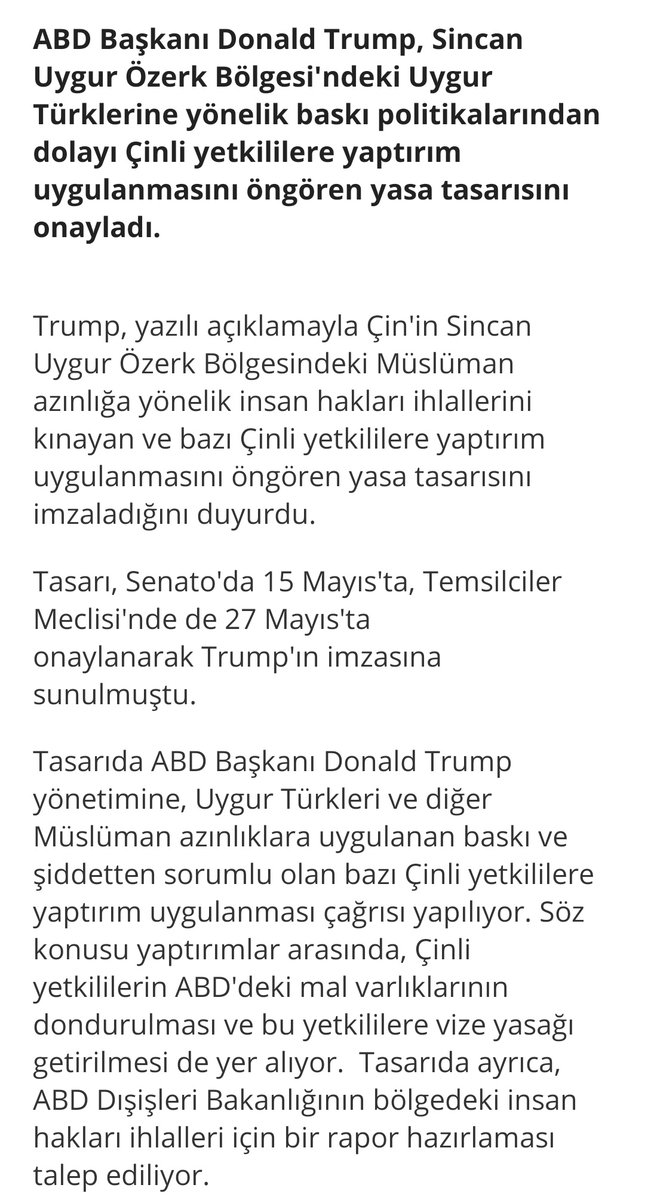 ABD Başkanı Donald Trump, Sincan
Uygur Özerk Bölgesi'ndeki Uygur
Türklerine yönelik baskı politikalarından
dolayı Çinli yetkililere yaptırım
uygulanmasını öngören yasa tasarısını
onayladı.
Trump, yazılı açıklamayla Çin'in Sincan
Uygur Özerk Bölgesindeki Müslüman
azınlığa yönelik insan hakları ihlallerini
kınayan ve bazı Çinli yetkililere yaptırım
uygulanmasını öngören yasa tasarısını
imzaladığını duyurdu.
Tasarı, Senato'da 15 Mayıs'ta, Temsilciler
Meclisi'nde de 27 Mayıs'ta
onaylanarak Trump'ın imzasına
sunulmuştu.
Tasarıda ABD Başkanı Donald Trump
yönetimine, Uygur Türkleri ve diğer
Müslüman azınlıklara uygulanan baskı ve
şiddetten sorumlu olan bazı Çinli yetkililere
yaptırım uygulanması çağrısı yapılıyor. Söz
konusu yaptırımlar arasında, Çinli
yetkililerin ABD'deki mal varlıklarının
dondurulması ve bu yetkililere vize yasağı
getirilmesi de yer alıyor.  Tasarıda ayrıca,
ABD Dışişleri Bakanlığının bölgedeki insan
hakları ihlalleri için bir rapor hazırlaması
talep ediliyor.